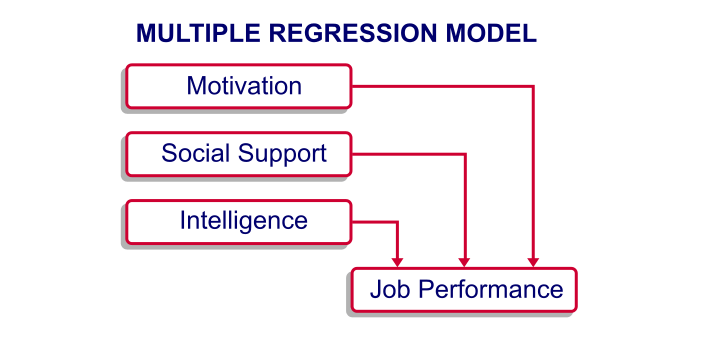 MULTIPLE REGRESSION MODEL
Motivation
Social Support
Intelligence
Job Performance